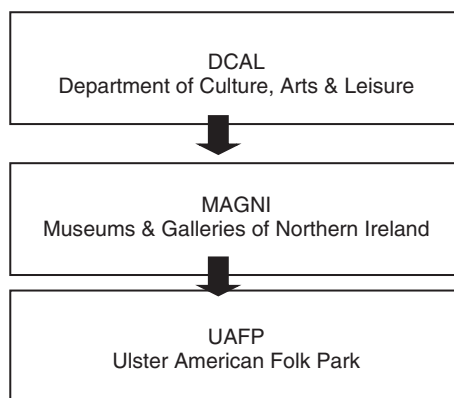 DCAL
Department of Culture, Arts & Leisure
MAGNI
Museums & Galleries of Northern Ireland
UAFP
Ulster American Folk Park